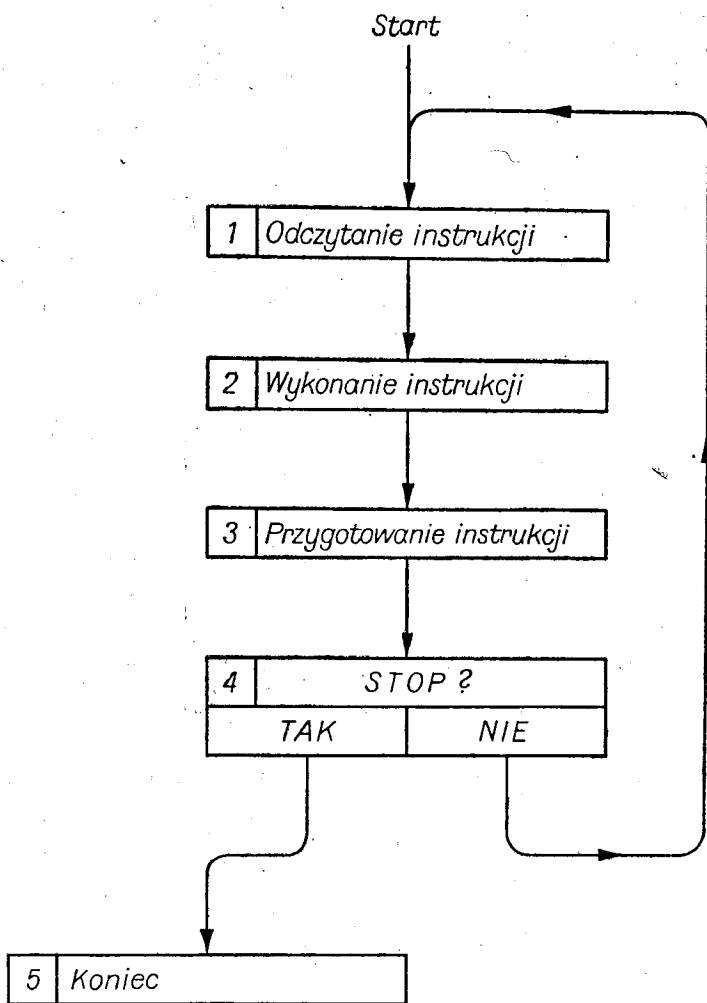 Start
1 Odczytanie instrukcji
2 Wykonanie instrukcji
3 Przygotowanie instrukcji
4 STOP?
TAK NIE
5 Koniec